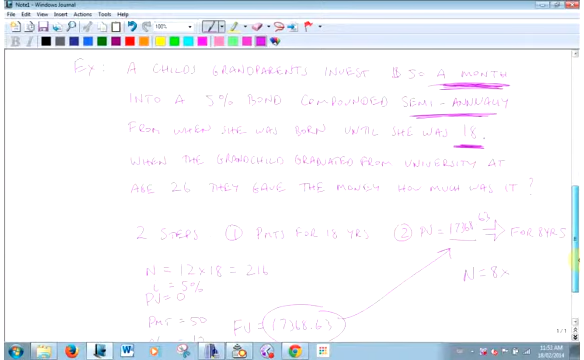 Note1 - Windows Journal
File Edit View Insert Actions Tools Help
100%
B I
Ex: A CHILDS GRANDPARENTS INVEST $50 A MONTH
INTO A 5% BOND COMPOUNDED SEMI-ANNUALLY
FROM WHEN SHE WAS BORN UNTIL SHE WAS 18.
WHEN THE GRANDCHILD GRADUATED FROM UNIVERSITY AT
AGE 26 THEY GAVE THE MONEY HOW MUCH WAS IT?
2 STEPS ① PMTS FOR 18 YRS ② PV = 17368.63 ⇒ FOR 8 YRS
N = 12 × 18 = 216
I = 5%
PV = 0
N = 8×
PMT = 50
FV = 17368.63
1/1
11:51 AM
18/02/2014